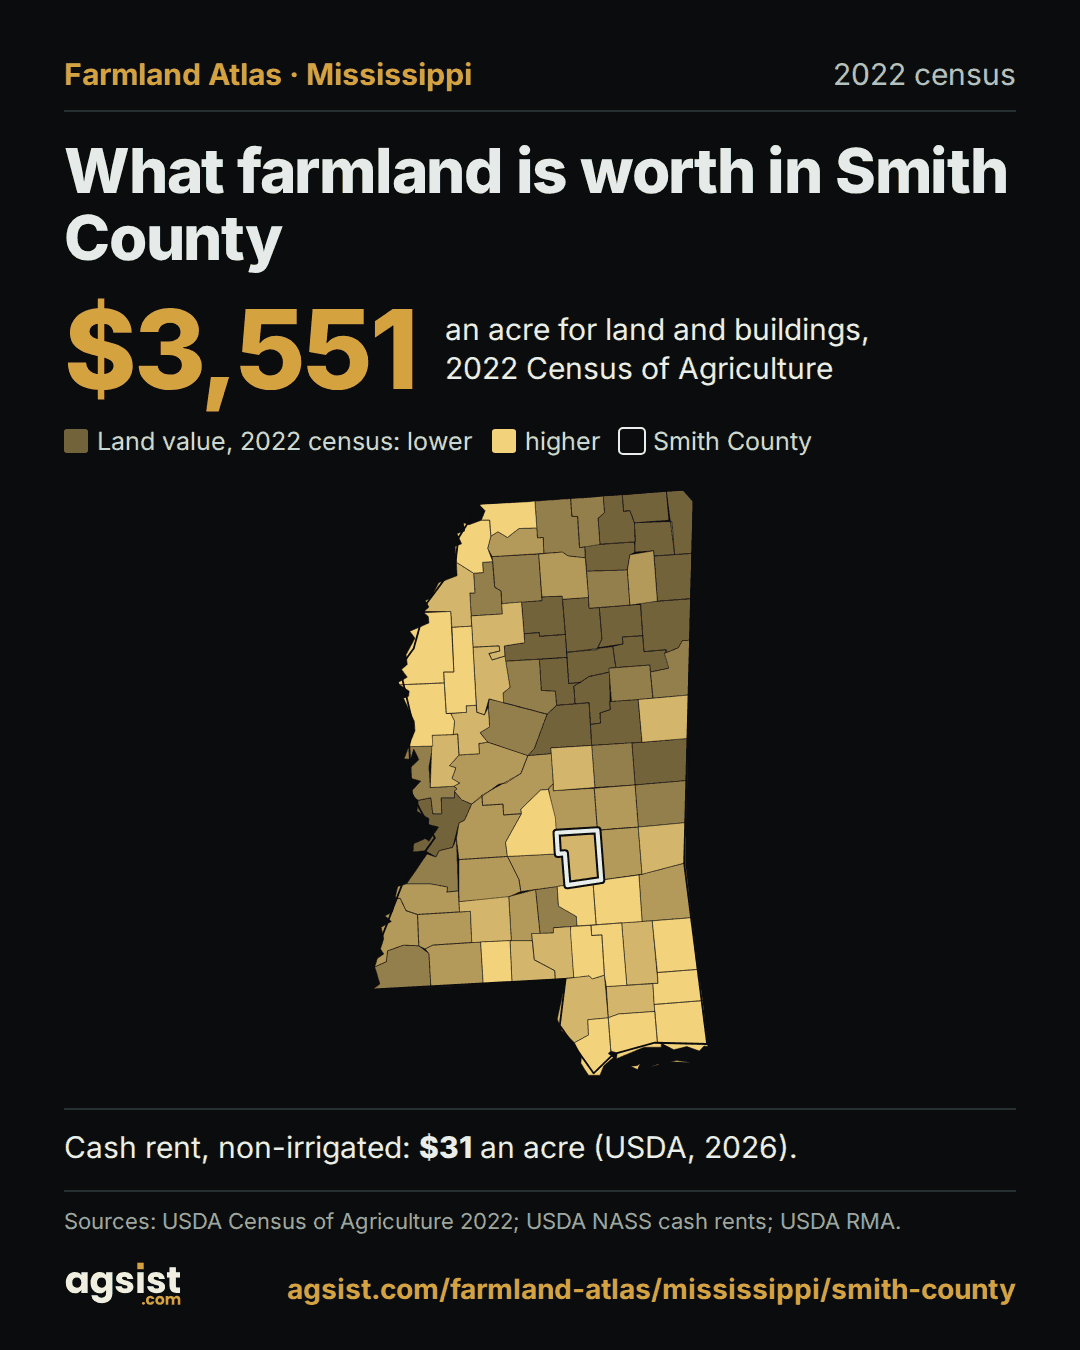 Farmland Atlas · Mississippi
2022 census
What farmland is worth in Smith
County
$3,551
an acre for land and buildings,
2022 Census of Agriculture
Land value, 2022 census: lower
higher
Smith County
Cash rent, non-irrigated: $31 an acre (USDA, 2026).
Sources: USDA Census of Agriculture 2022; USDA NASS cash rents; USDA RMA.
agsist
.com
agsist.com/farmland-atlas/mississippi/smith-county